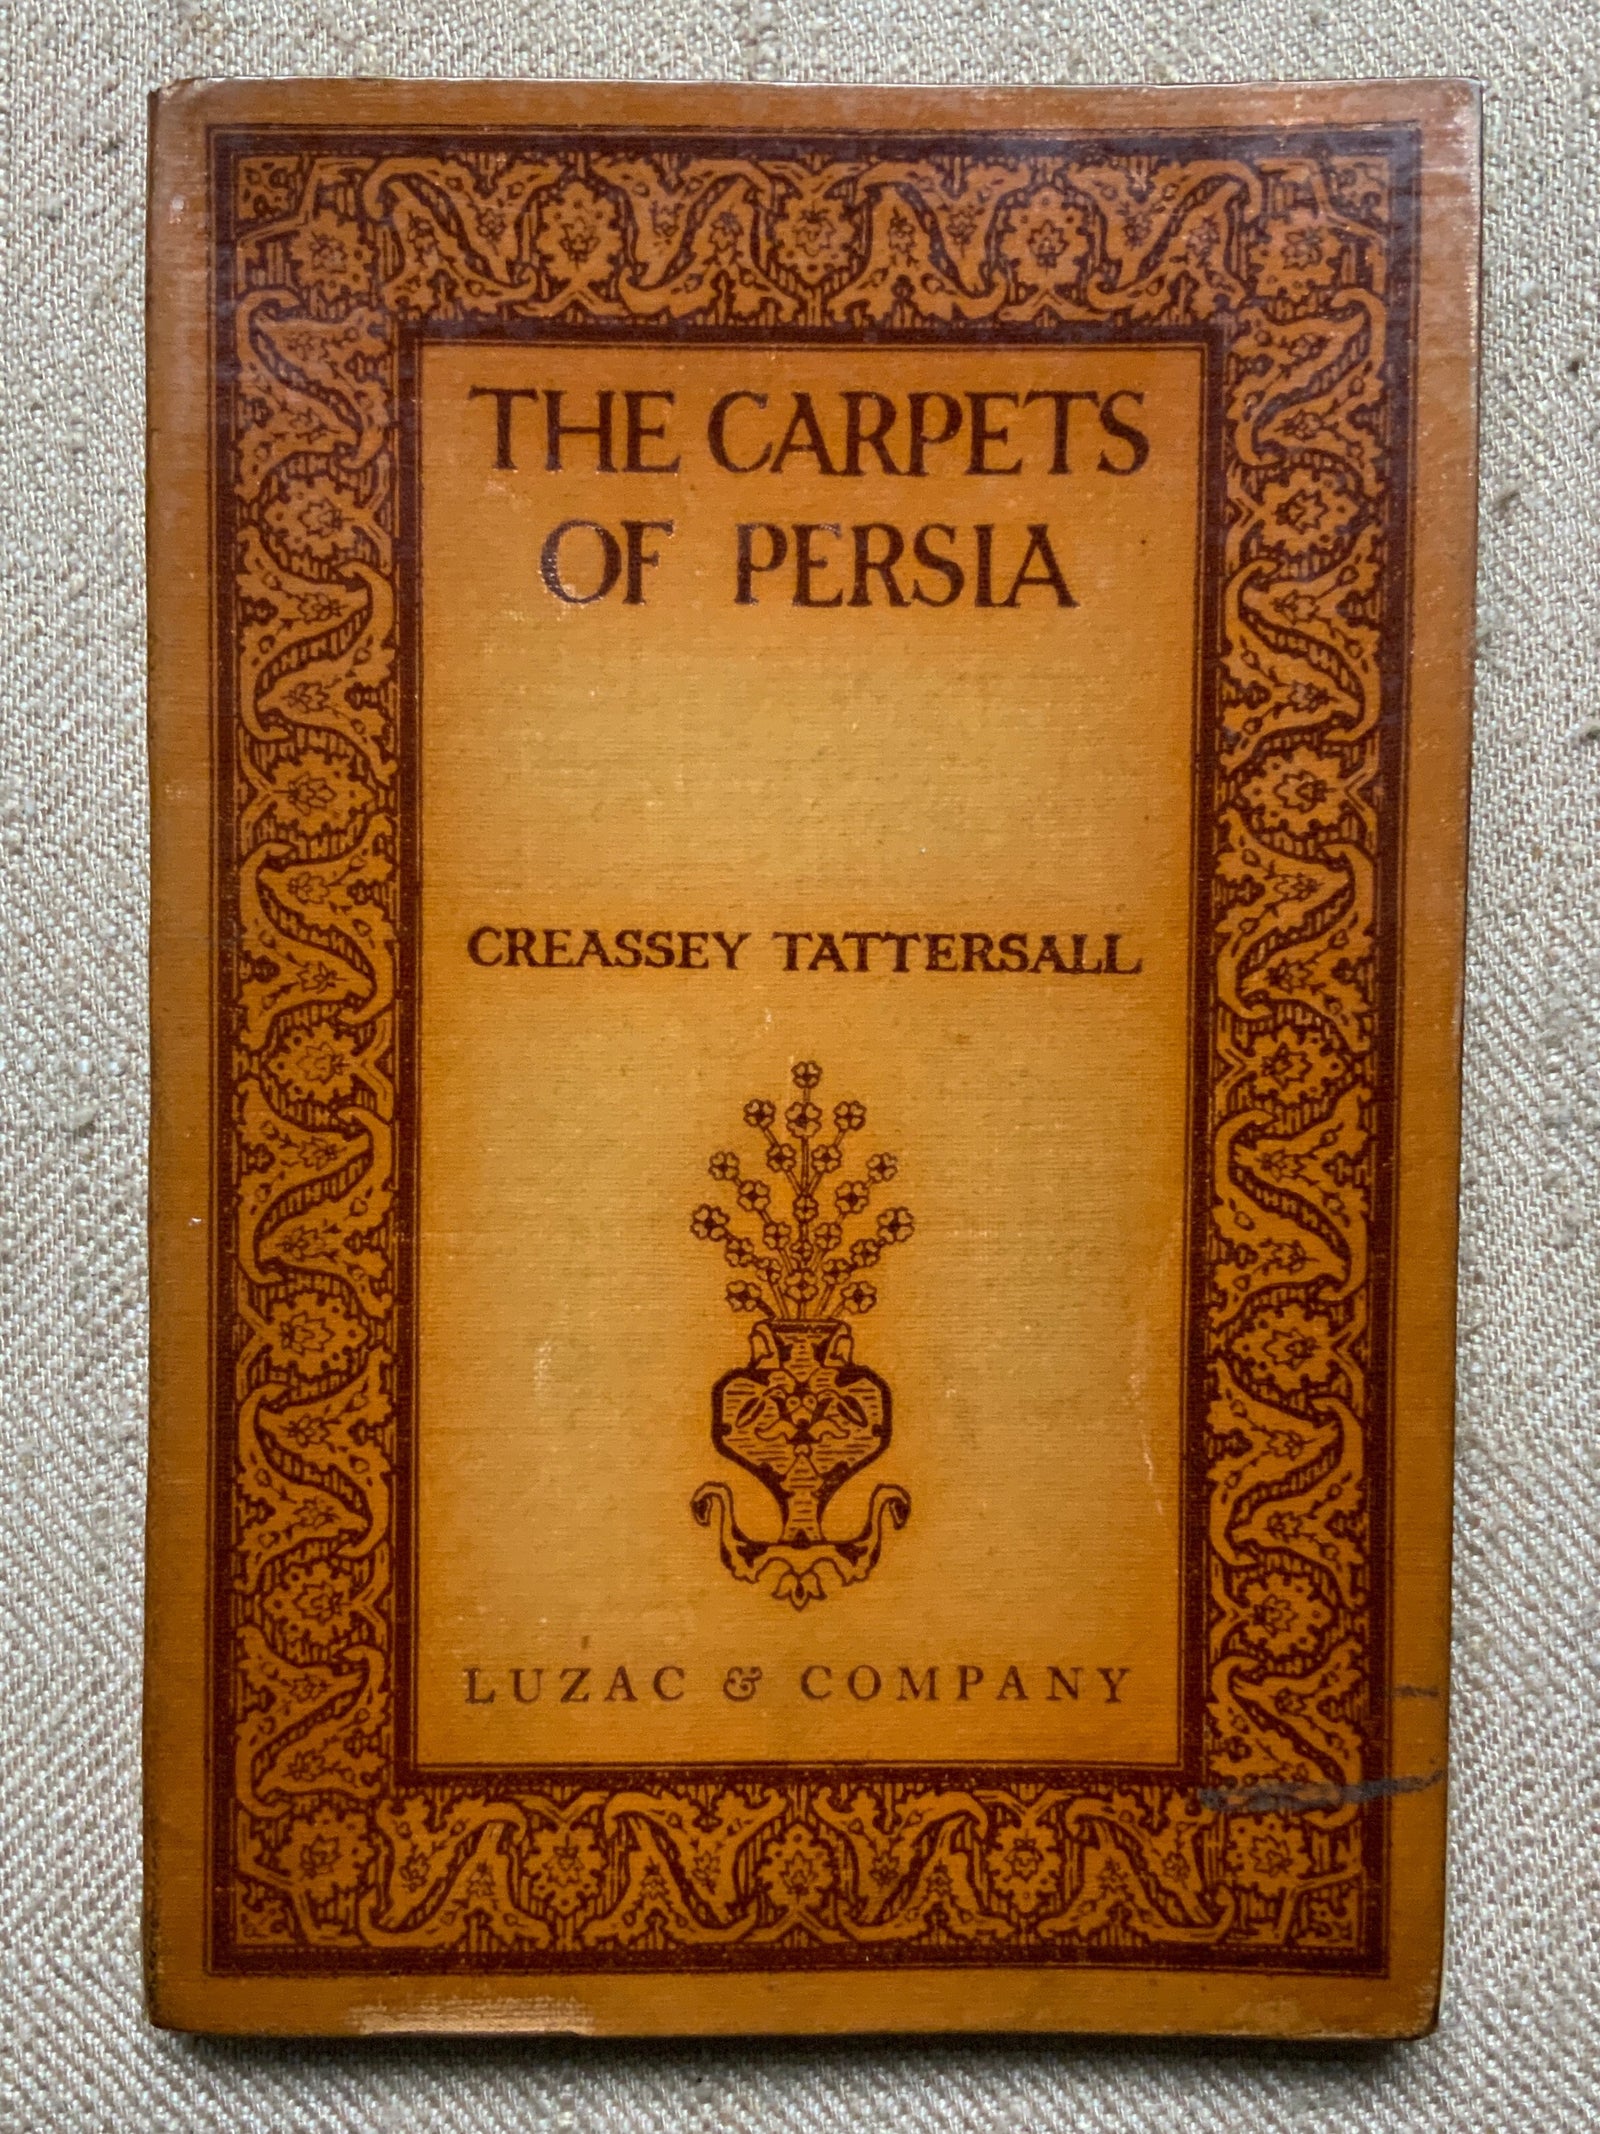 THE CARPETS
OF PERSIA
CREASSEY TATTERSALL
LUZAC & COMPANY